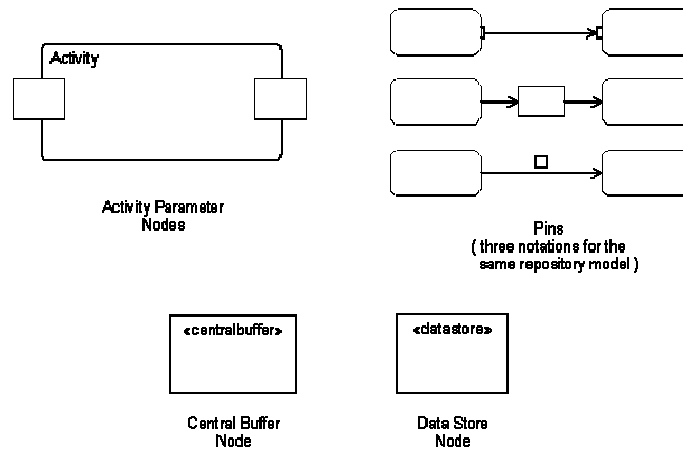 Activity
Activity Parameter
Nodes
Pins
( three notations for the
same repository model )
«centralbuffer»
«datastore»
Central Buffer
Node
Data Store
Node